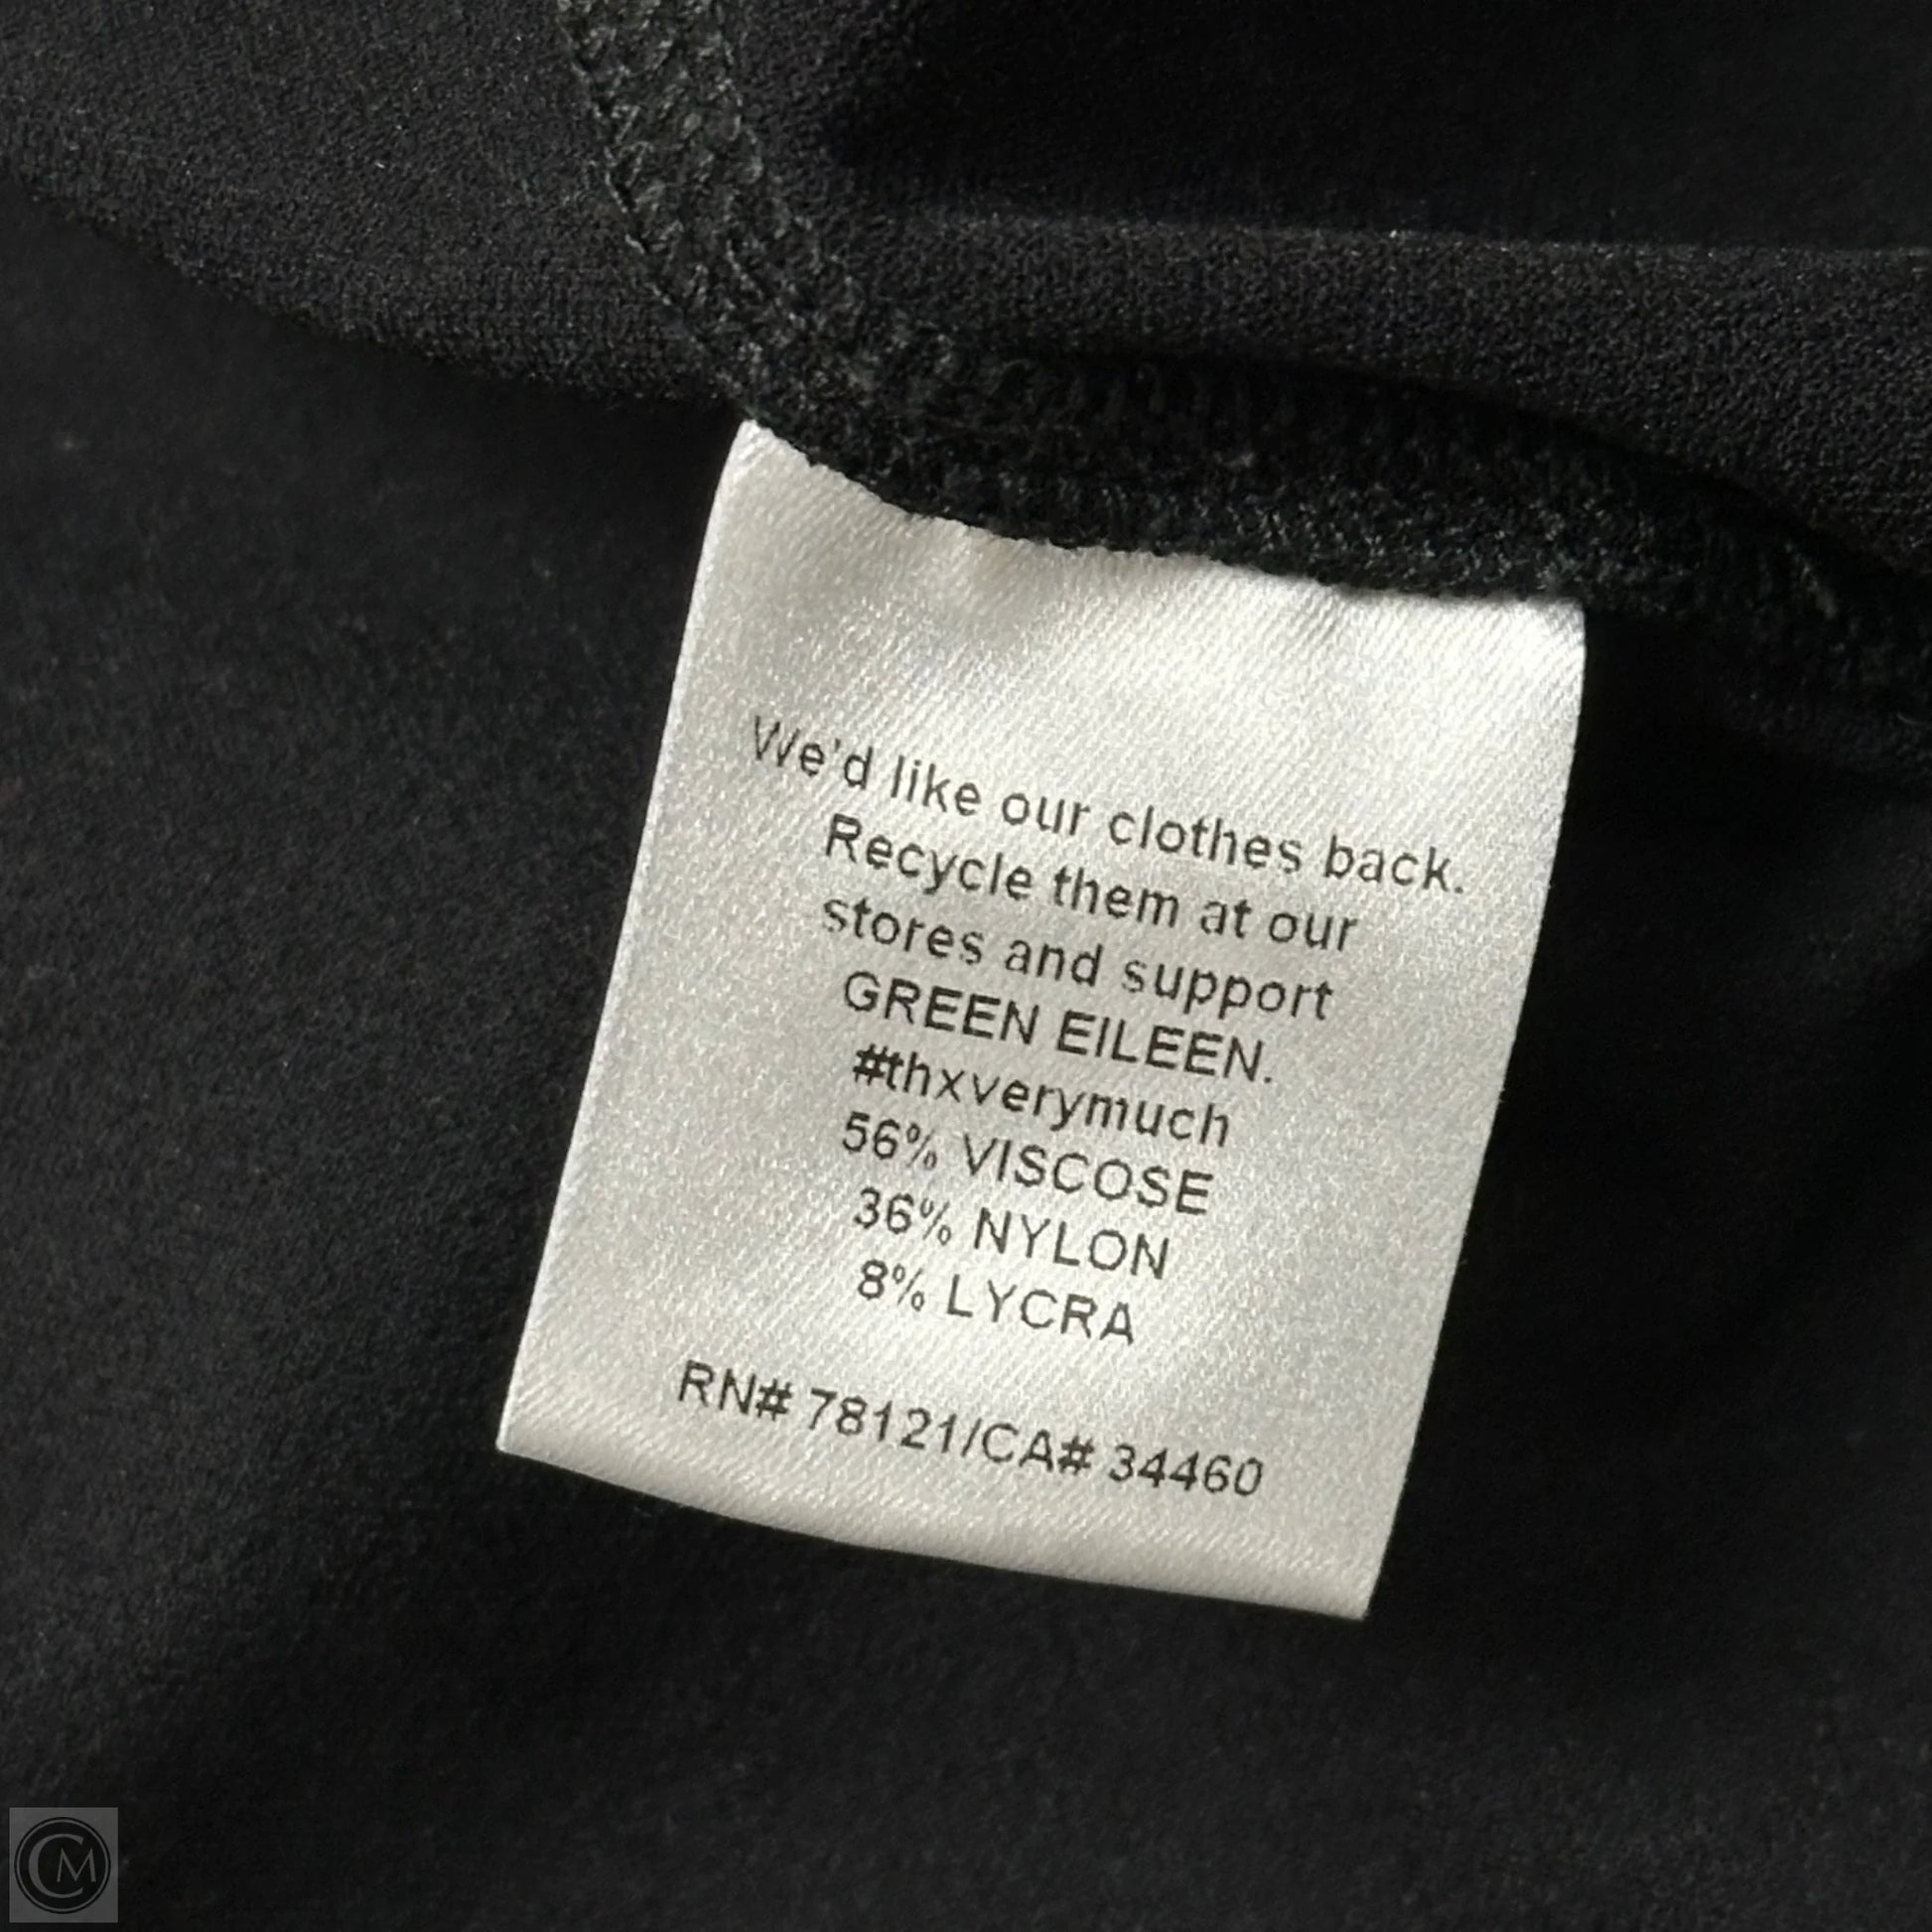 We'd like our clothes back.
Recycle them at our
stores and support
GREEN EILEEN.
#thxverymuch
56% VISCOSE
36% NYLON
8% LYCRA
RN# 78121/CA# 34460
CM